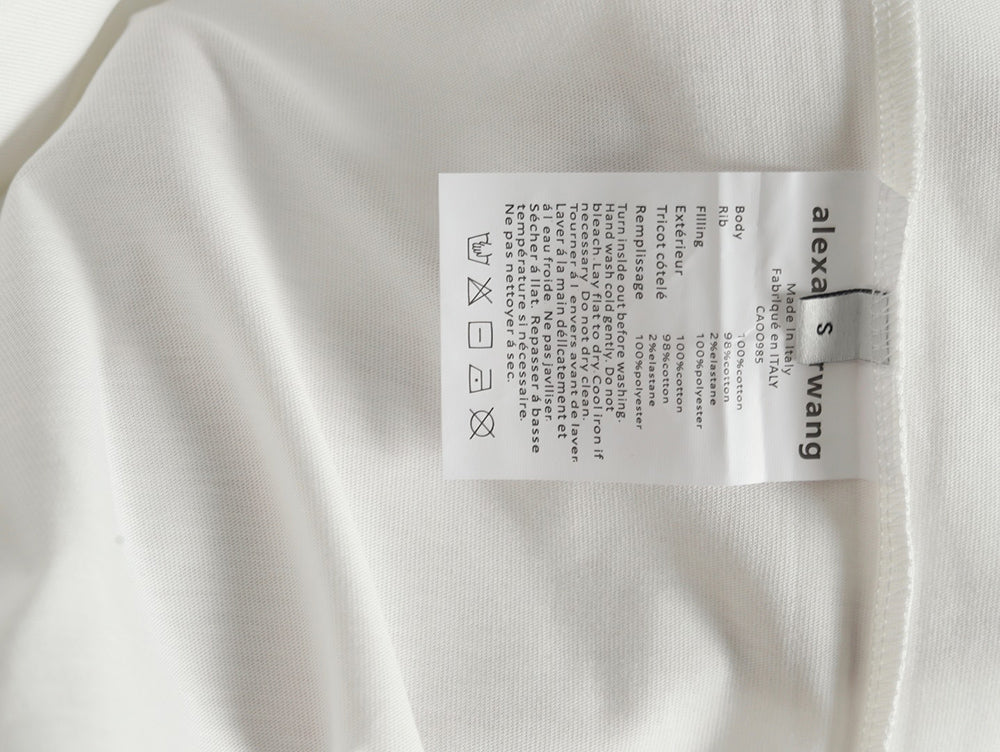 alexa rwang
S
Made in Italy
Fabriqué en ITALY
CA00985
Body 100%cotton
Rib 98%cotton
2%elastane
Filling 100%polyester
Extérieur 100%cotton
Tricot cótelé 98%cotton
2%elastane
Remplissage 100%polyester
Turn inside out before washing.
Hand wash cold gently. Do not
bleach. Lay flat to dry Cool iron if
necessary. Do not dry clean.
Tourner á l envers avant de laver.
Laver á la main délicatement et
á l eau froide. Ne pas javlliser.
Sécher á llat. Repasser á basse
température si nécessaire.
Ne pas nettoyer á sec.